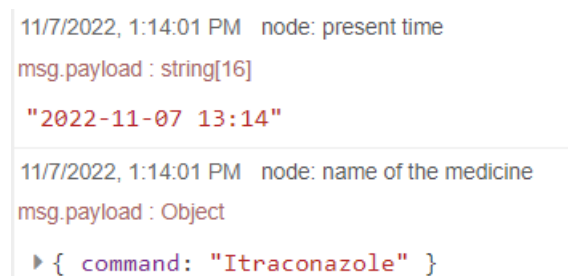 11/7/2022, 1:14:01 PM node: present time
msg.payload : string[16]
"2022-11-07 13:14"
11/7/2022, 1:14:01 PM node: name of the medicine
msg.payload : Object
▶{ command: "Itraconazole" }